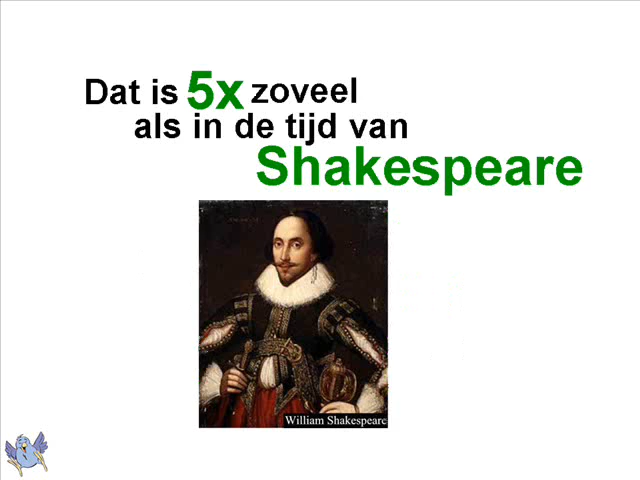 Dat is 5x zoveel
als in de tijd van
Shakespeare
William Shakespeare